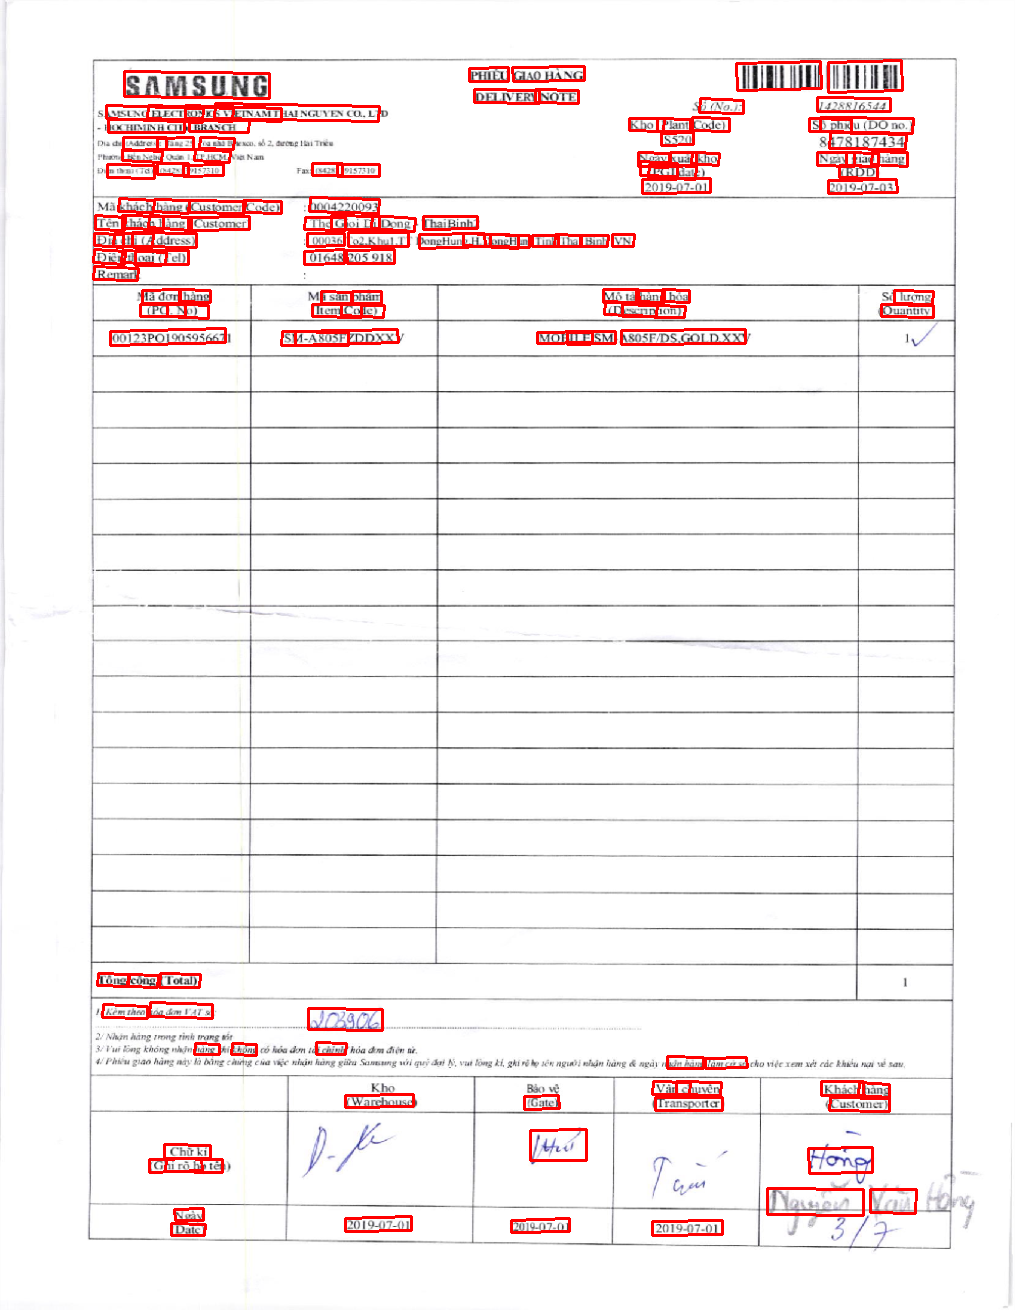 SAMSUNG
PHIẾU GIAO HÀNG
DELIVERY NOTE
SAMSUNG ELECTRONICS VIETNAM THAI NGUYEN CO., LTD
- HOCHIMINH CITY BRANCH
Địa chỉ (Address): Tầng 25, Tòa nhà Bitexco, số 2, đường Hải Triều
Phường Bến Nghé, Quận 1, TP.HCM, Việt Nam
Điện thoại (Tel): (8428) 39157310 Fax: (8428) 39157310
Số (No.): 1428816544
Kho (Plant Code) Số phiếu (DO no.)
S520 8478187434
Ngày xuất kho Ngày giao hàng
(PGI date) (RDD)
2019-07-01 2019-07-03
Mã khách hàng (Customer Code) : 0004220093
Tên khách hàng (Customer) : The Gioi Di Dong - Thai Binh
Địa chỉ (Address) : 00036 To2,Khu1,TT DongHung,H.DongHung,Tinh Thai Binh, VN
Điện thoại (Tel) : 01648 205 918
Remark :
Mã đơn hàng Mã sản phẩm Mô tả hàng hóa Số lượng
(PO. No) (Item Code) (Description) (Quantity)
00123PO1905956671 SM-A805FZDDXXV MOBILE,SM-A805F/DS,GOLD,XXV 1
Tổng cộng (Total) 1
1/ Kèm theo hóa đơn VAT số: 203906
2/ Nhận hàng trong tình trạng tốt
3/ Vui lòng không nhận hàng khi không có hóa đơn tài chính/ hóa đơn điện tử.
4/ Phiếu giao hàng này là bằng chứng của việc nhận hàng giữa Samsung với quý đại lý, vui lòng kí, ghi rõ họ tên người nhận hàng & ngày nhận hàng làm cơ sở cho việc xem xét các khiếu nại về sau.
Kho Bảo vệ Vận chuyển Khách hàng
(Warehouse) (Gate) (Transporter) (Customer)
Chữ kí
(Ghi rõ họ tên)
Hồng
Nguyễn Văn Hồng
Ngày
Date
2019-07-01 2019-07-01 2019-07-01 3/7